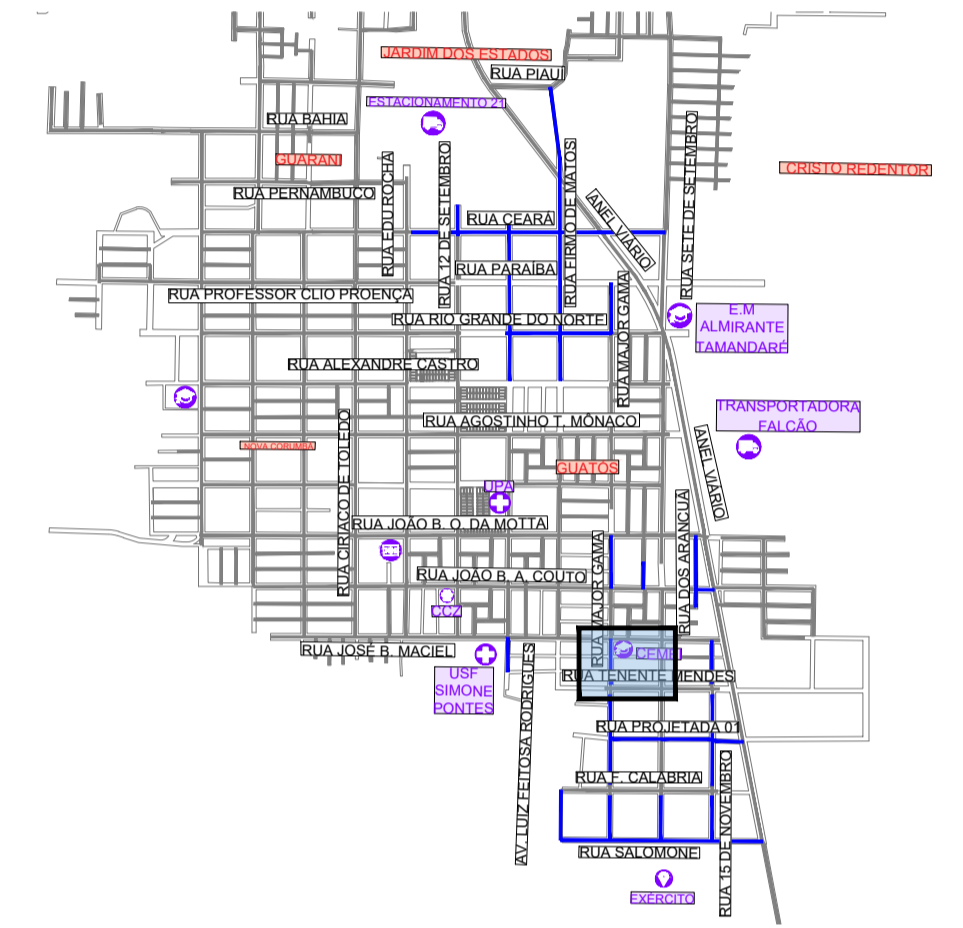 JARDIM DOS ESTADOS
RUA PIAUÍ
ESTACIONAMENTO 21
RUA BAHIA
GUARANI
CRISTO REDENTOR
RUA PERNAMBUCO
RUA EDU ROCHA
RUA 12 DE SETEMBRO
RUA CEARÁ
RUA FIRMO DE MATOS
ANEL VIÁRIO
RUA SETE DE SETEMBRO
RUA PARAÍBA
RUA PROFESSOR CLIO PROENÇA
RUA RIO GRANDE DO NORTE
RUA MAJOR GAMA
E.M
ALMIRANTE
TAMANDARÉ
RUA ALEXANDRE CASTRO
RUA AGOSTINHO T. MÔNACO
TRANSPORTADORA
FALCÃO
NOVA CORUMBÁ
RUA CIRIACO DE TOLEDO
GUATÓS
ANEL VIARIO
UPA
RUA JOÃO B. O. DA MOTTA
RUA JOÃO B. A. COUTO
RUA MAJOR GAMA
RUA DOS ARANCUÃ
CCZ
RUA JOSÉ B. MACIEL
CEMEI
USF
SIMONE
PONTES
RUA TENENTE MENDES
AV. LUIZ FEITOSA RODRIGUES
RUA PROJETADA 01
RUA F. CALÁBRIA
RUA 15 DE NOVEMBRO
RUA SALOMONE
EXÉRCITO